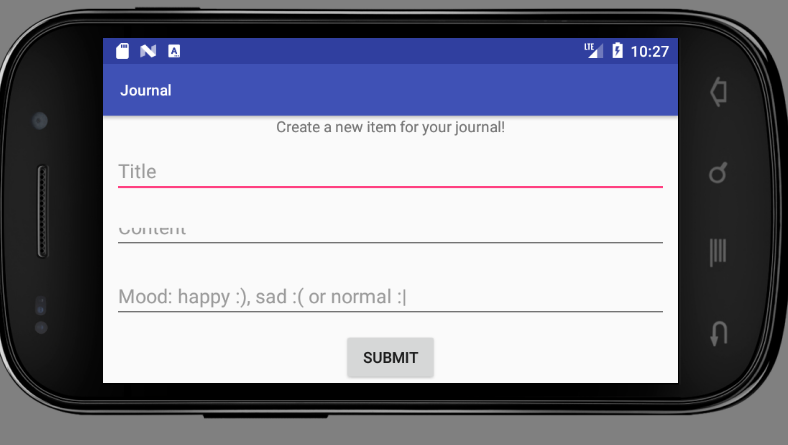 LTE 10:27
Journal
Create a new item for your journal!
Title
Content
Mood: happy :), sad :( or normal :|
SUBMIT